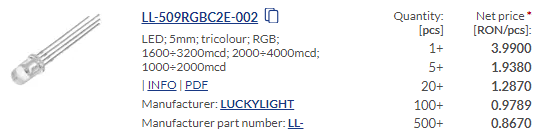 LL-509RGBC2E-002
LED; 5mm; tricolour; RGB;
1600÷3200mcd; 2000÷4000mcd;
1000÷2000mcd
| INFO | PDF
Manufacturer: LUCKYLIGHT
Manufacturer part number: LL-
Quantity: Net price *
[pcs] [RON/pcs]:
1+ 3.9900
5+ 1.9380
20+ 1.2870
100+ 0.9789
500+ 0.8670